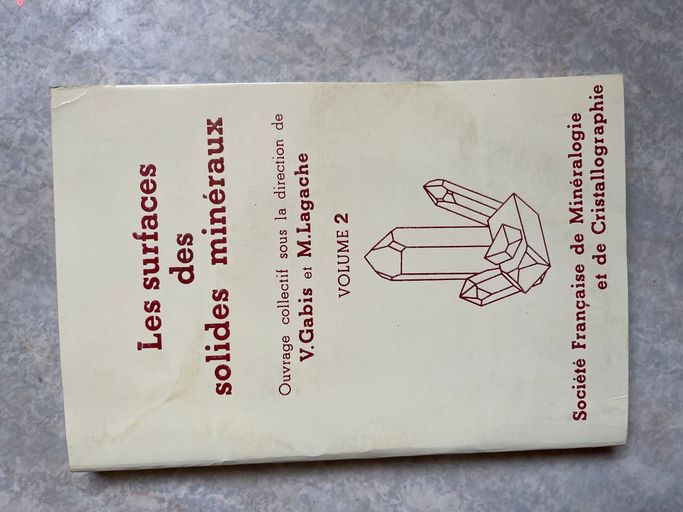 Les surfaces
des
solides minéraux
Ouvrage collectif sous la direction de
V.Gabis et M.Lagache
VOLUME 2
Société Française de Minéralogie
et de Cristallographie